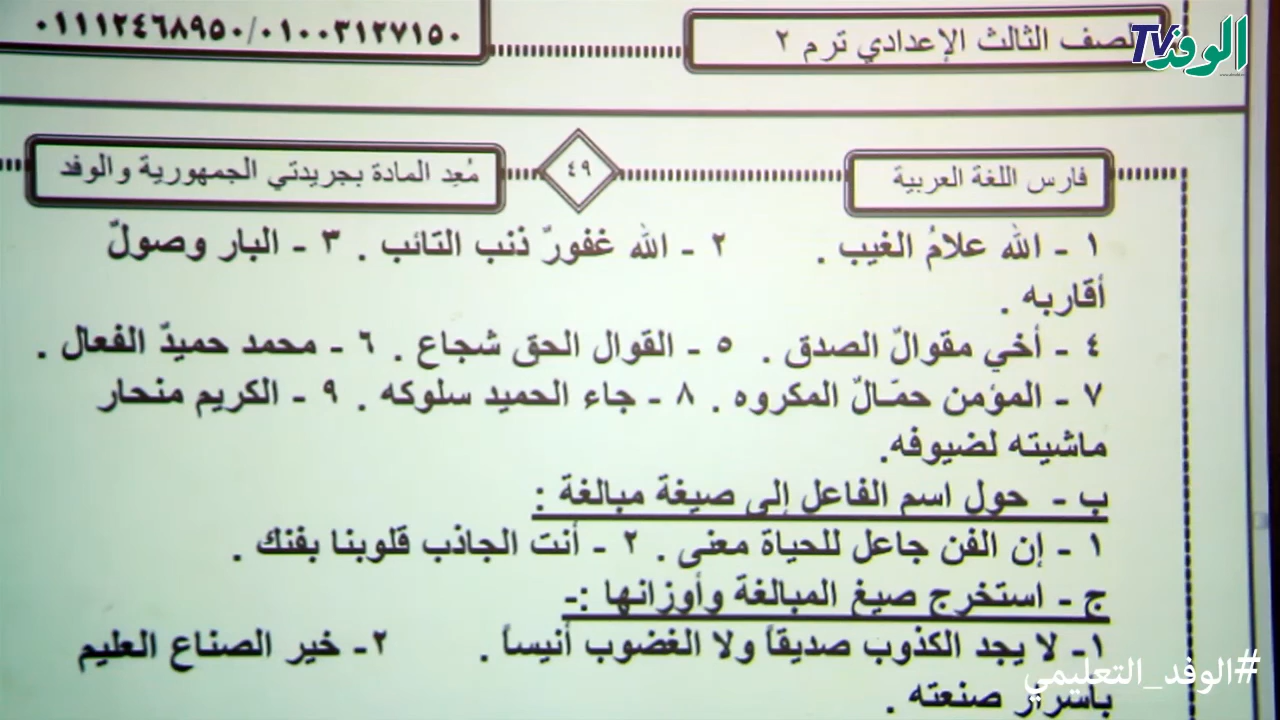 الصف الثالث الإعدادي ترم ٢
٠١١١٢٤٦٨٩٥٠/٠١٠٠٣١٢٧١٥٠
الوفد TV
فارس اللغة العربية
٤٩
مُعِد المادة بجريدتي الجمهورية والوفد
١ - الله علامُ الغيب . ٢ - الله غفورٌ ذنب التائب . ٣ - البار وصولٌ
أقاربه .
٤ - أخي مقوالٌ الصدق . ٥ - القوال الحق شجاع . ٦ - محمد حميدٌ الفعال .
٧ - المؤمن حمَالٌ المكروه . ٨ - جاء الحميد سلوكه . ٩ - الكريم منحار
ماشيته لضيوفه.
ب - حول اسم الفاعل إلى صيغة مبالغة :
١ - إن الفن جاعل للحياة معنى . ٢ - أنت الجاذب قلوبنا بفنك .
ج - استخرج صيغ المبالغة وأوزانها :-
١- لا يجد الكذوب صديقاً ولا الغضوب أنيساً . ٢- خير الصناع العليم
بأسرار صنعته .
#الوفد_التعليمي